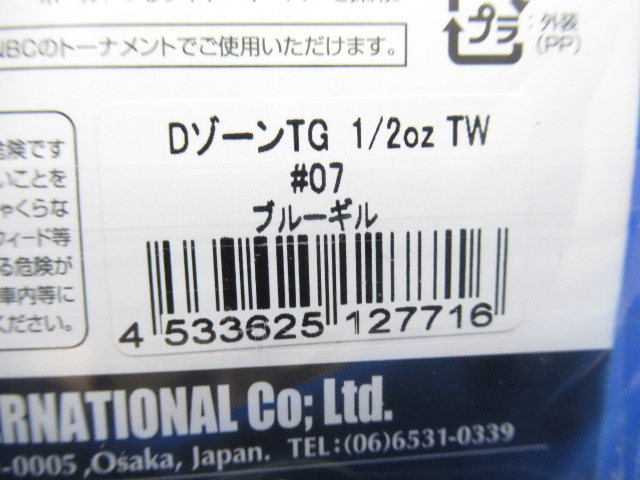 NBCのトーナメントでご使用いただけます。
プラ
:外装
(PP)
危険です
いことを
ゃくらな
ウィード等
る危険が
車内等に
ください。
DゾーンTG 1/2oz TW
#07
ブルーギル
4 533625 127716
ERNATIONAL Co; Ltd.
-0005 ,Osaka, Japan. TEL:(06)6531-0339